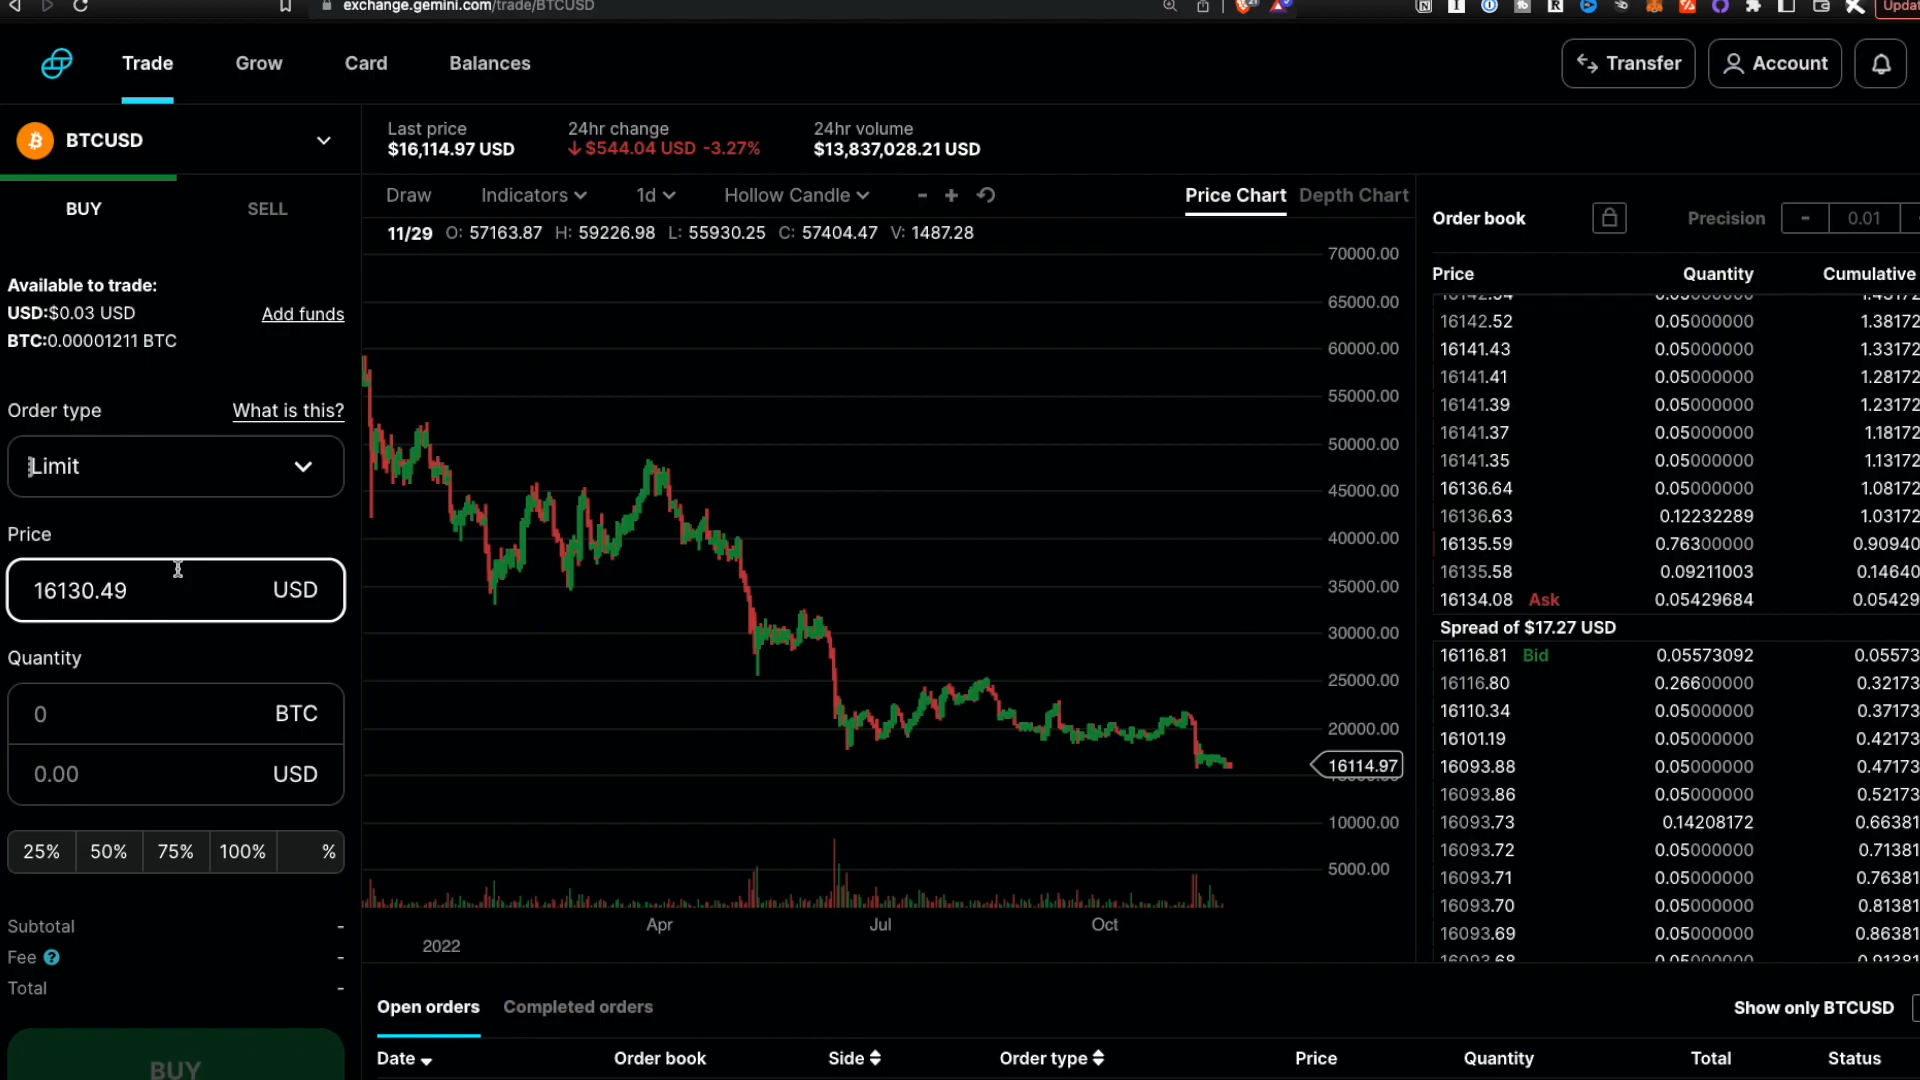 exchange.gemini.com/trade/BTCUSD
Trade
Grow
Card
Balances
Transfer
Account
BTCUSD
Last price
$16,114.97 USD
24hr change
$544.04 USD -3.27%
24hr volume
$13,837,028.21 USD
BUY
SELL
Draw
Indicators
1d
Hollow Candle
- +
Price Chart
Depth Chart
11/29 O: 57163.87 H: 59226.98 L: 55930.25 C: 57404.47 V: 1487.28
Available to trade:
USD:$0.03 USD
Add funds
BTC:0.00001211 BTC
Order type
What is this?
Limit
Price
16130.49 USD
Quantity
0 BTC
0.00 USD
25% 50% 75% 100% %
Subtotal -
Fee ? -
Total -
BUY
70000.00
65000.00
60000.00
55000.00
50000.00
45000.00
40000.00
35000.00
30000.00
25000.00
20000.00
16114.97
10000.00
5000.00
Apr
Jul
Oct
2022
Order book
Precision - 0.01
Price Quantity Cumulative
16142.52 0.05000000 1.38172
16141.43 0.05000000 1.33172
16141.41 0.05000000 1.28172
16141.39 0.05000000 1.23172
16141.37 0.05000000 1.18172
16141.35 0.05000000 1.13172
16136.64 0.05000000 1.08172
16136.63 0.12232289 1.03172
16135.59 0.76300000 0.90940
16135.58 0.09211003 0.14640
16134.08 Ask 0.05429684 0.05429
Spread of $17.27 USD
16116.81 Bid 0.05573092 0.05573
16116.80 0.26600000 0.32173
16110.34 0.05000000 0.37173
16101.19 0.05000000 0.42173
16093.88 0.05000000 0.47173
16093.86 0.05000000 0.52173
16093.73 0.14208172 0.66381
16093.72 0.05000000 0.71381
16093.71 0.05000000 0.76381
16093.70 0.05000000 0.81381
16093.69 0.05000000 0.86381
Open orders
Completed orders
Show only BTCUSD
Date
Order book
Side
Order type
Price
Quantity
Total
Status